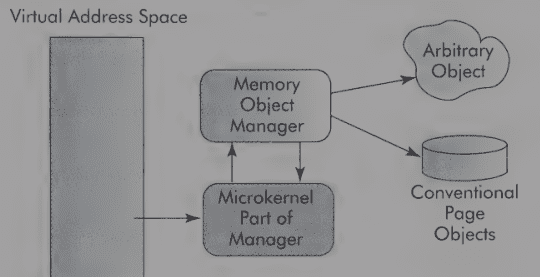 Virtual Address Space
Memory
Object
Manager
Arbitrary
Object
Microkernel
Part of
Manager
Conventional
Page
Objects